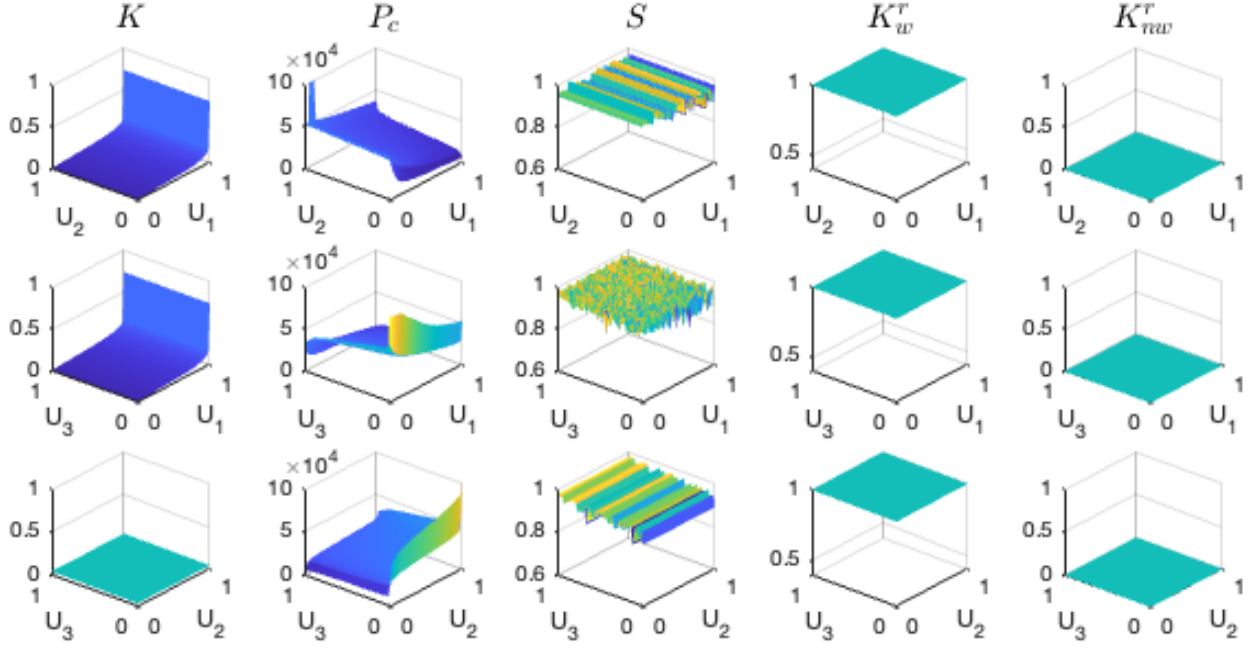 K P_c S K_w^r K_{nw}^r
×10^4
1 0.5 0 1 0 0 1 U_2 U_1
10 5 0 1 0 0 1 U_2 U_1
1 0.8 0.6 1 0 0 1 U_2 U_1
1 0.5 1 0 0 1 U_2 U_1
1 0.5 0 1 0 0 1 U_2 U_1
×10^4
1 0.5 0 1 0 0 1 U_3 U_1
10 5 0 1 0 0 1 U_3 U_1
1 0.8 0.6 1 0 0 1 U_3 U_1
1 0.5 1 0 0 1 U_3 U_1
1 0.5 0 1 0 0 1 U_3 U_1
×10^4
1 0.5 0 1 0 0 1 U_3 U_2
10 5 0 1 0 0 1 U_3 U_2
1 0.8 0.6 1 0 0 1 U_3 U_2
1 0.5 1 0 0 1 U_3 U_2
1 0.5 0 1 0 0 1 U_3 U_2